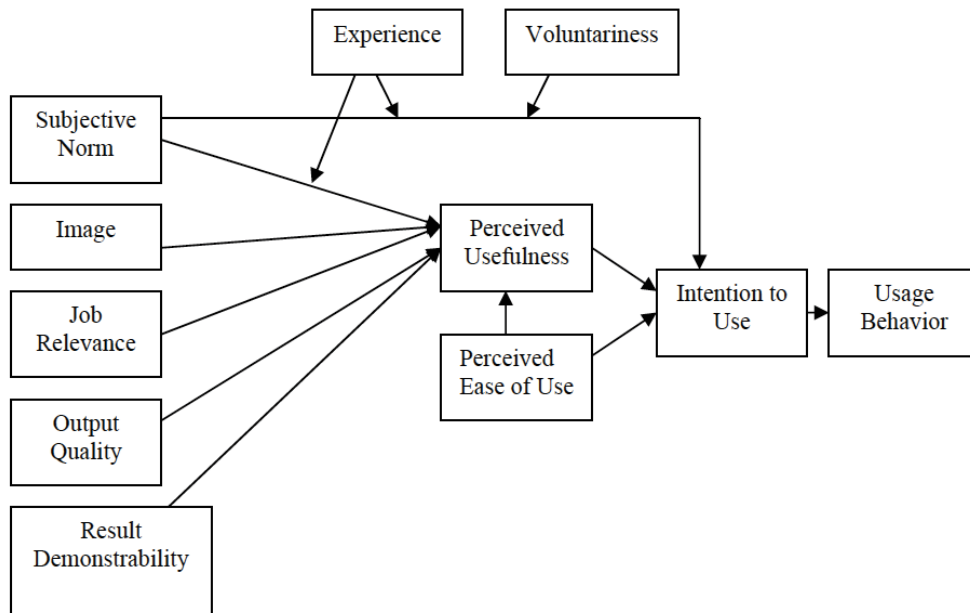 Experience
Voluntariness
Subjective
Norm
Image
Perceived
Usefulness
Intention to
Use
Usage
Behavior
Job
Relevance
Perceived
Ease of Use
Output
Quality
Result
Demonstrability